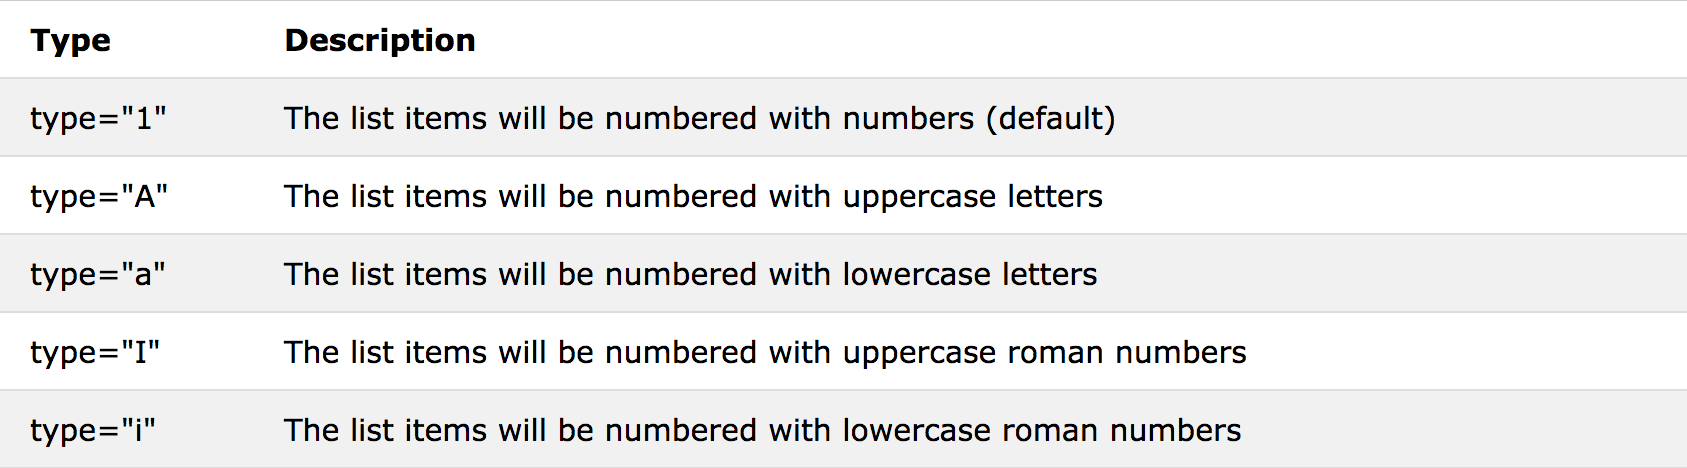 Type Description
type="1" The list items will be numbered with numbers (default)
type="A" The list items will be numbered with uppercase letters
type="a" The list items will be numbered with lowercase letters
type="I" The list items will be numbered with uppercase roman numbers
type="i" The list items will be numbered with lowercase roman numbers